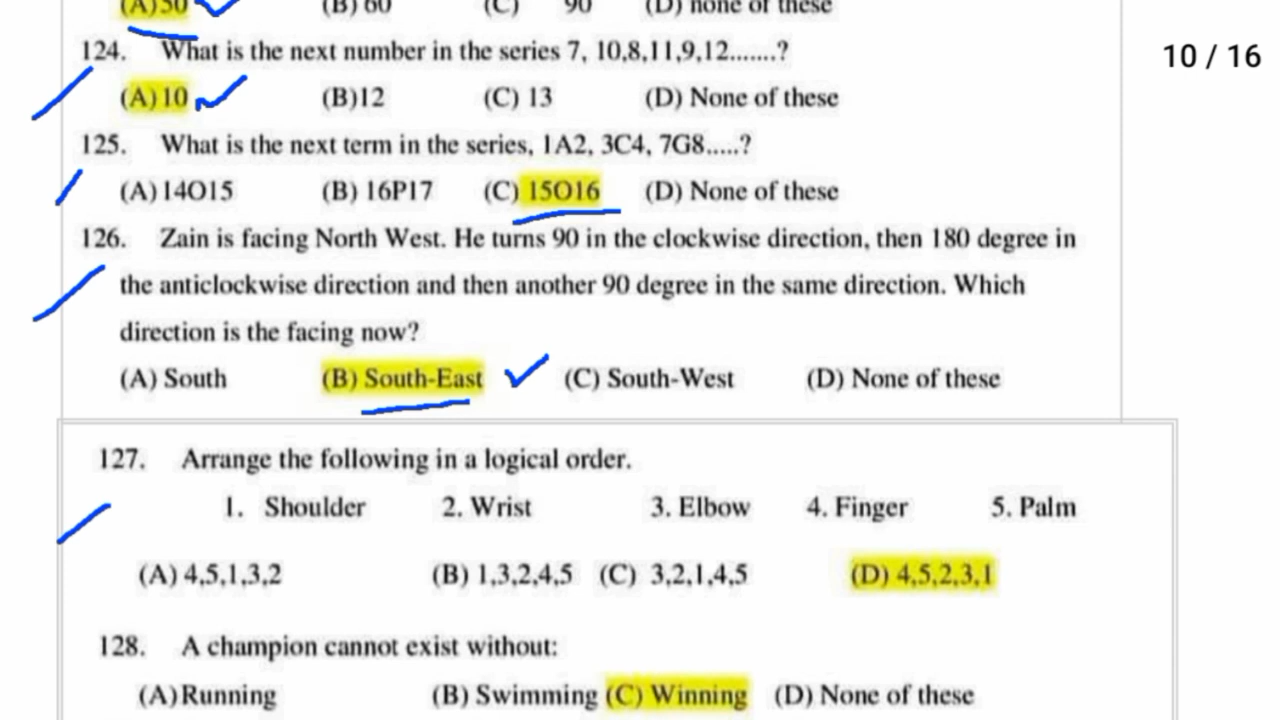 (A)50 (B) 60 (C) 90 (D) none of these
124. What is the next number in the series 7, 10,8,11,9,12.......?
10 / 16
(A)10 (B)12 (C) 13 (D) None of these
125. What is the next term in the series, 1A2, 3C4, 7G8.....?
(A)14O15 (B) 16P17 (C) 15O16 (D) None of these
126. Zain is facing North West. He turns 90 in the clockwise direction, then 180 degree in
the anticlockwise direction and then another 90 degree in the same direction. Which
direction is the facing now?
(A) South (B) South-East (C) South-West (D) None of these
127. Arrange the following in a logical order.
1. Shoulder 2. Wrist 3. Elbow 4. Finger 5. Palm
(A) 4,5,1,3,2 (B) 1,3,2,4,5 (C) 3,2,1,4,5 (D) 4,5,2,3,1
128. A champion cannot exist without:
(A)Running (B) Swimming (C) Winning (D) None of these